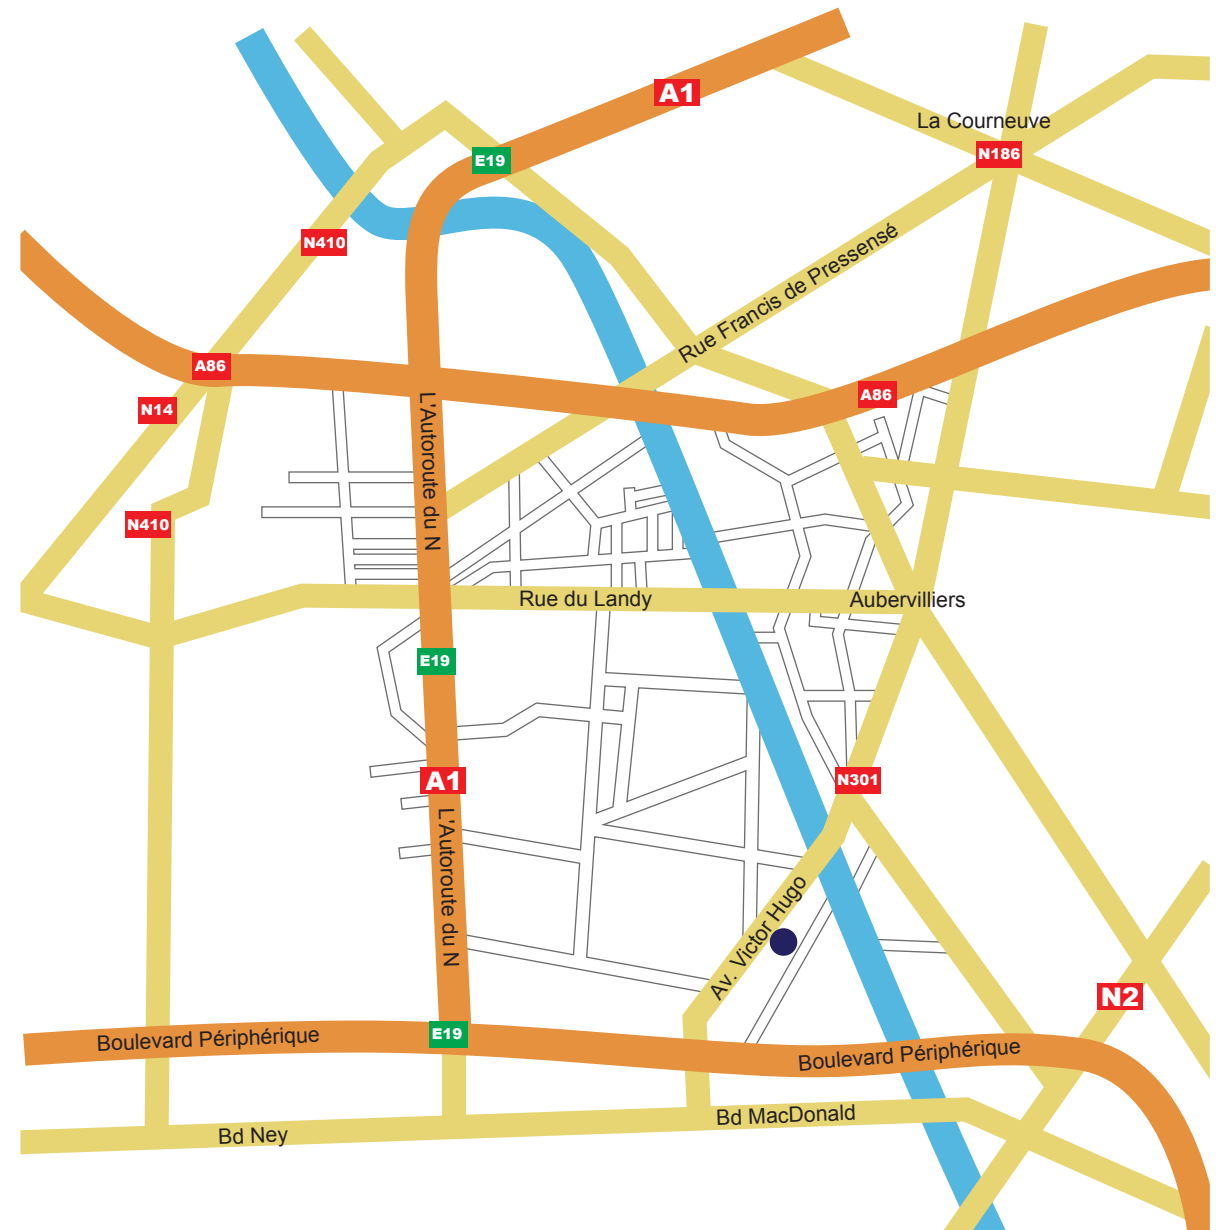 A1
La Courneuve
N186
E19
N410
Rue Francis de Pressensé
A86
A86
N14
L'Autoroute du N
N410
Rue du Landy
Aubervilliers
E19
A1
N301
L'Autoroute du N
Av. Victor Hugo
N2
E19
Boulevard Périphérique
Boulevard Périphérique
Bd MacDonald
Bd Ney